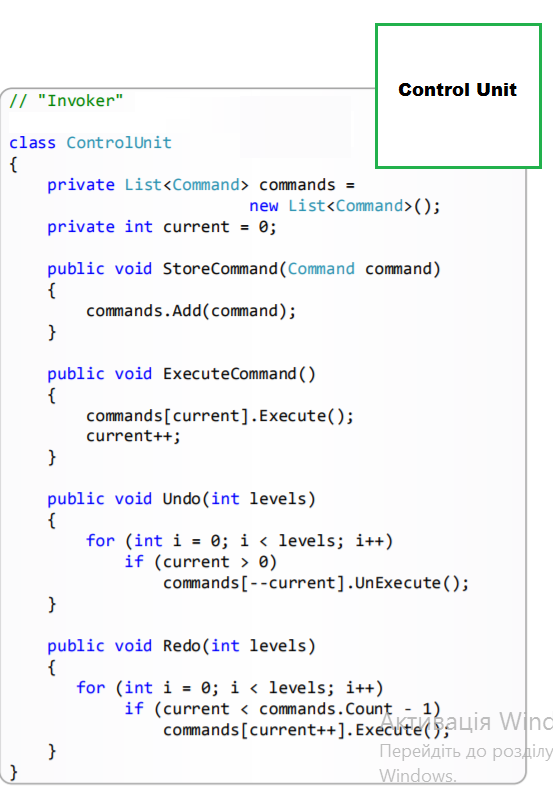 Control Unit
// "Invoker"
class ControlUnit
{
    private List<Command> commands =
                         new List<Command>();
    private int current = 0;
    public void StoreCommand(Command command)
    {
        commands.Add(command);
    }
    public void ExecuteCommand()
    {
        commands[current].Execute();
        current++;
    }
    public void Undo(int levels)
    {
        for (int i = 0; i < levels; i++)
            if (current > 0)
                commands[--current].UnExecute();
    }
    public void Redo(int levels)
    {
       for (int i = 0; i < levels; i++)
            if (current < commands.Count - 1)
                commands[current++].Execute();
    }
}
Активація Wind
Перейдіть до розділу
Windows.